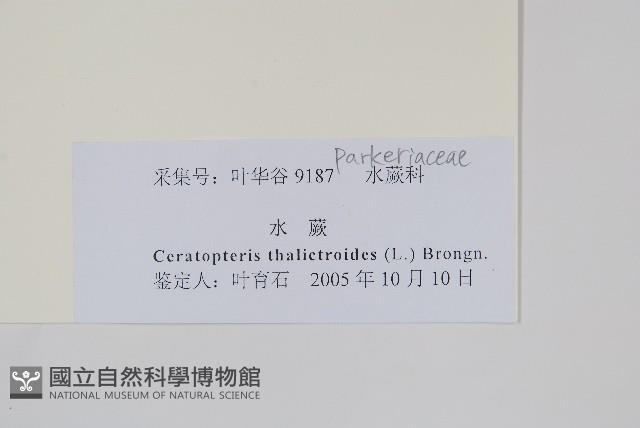 Parkeriaceae
采集号：叶华谷 9187 水蕨科
水 蕨
Ceratopteris thalictroides (L.) Brongn.
鉴定人：叶育石 2005 年 10 月 10 日
國立自然科學博物館
NATIONAL MUSEUM OF NATURAL SCIENCE